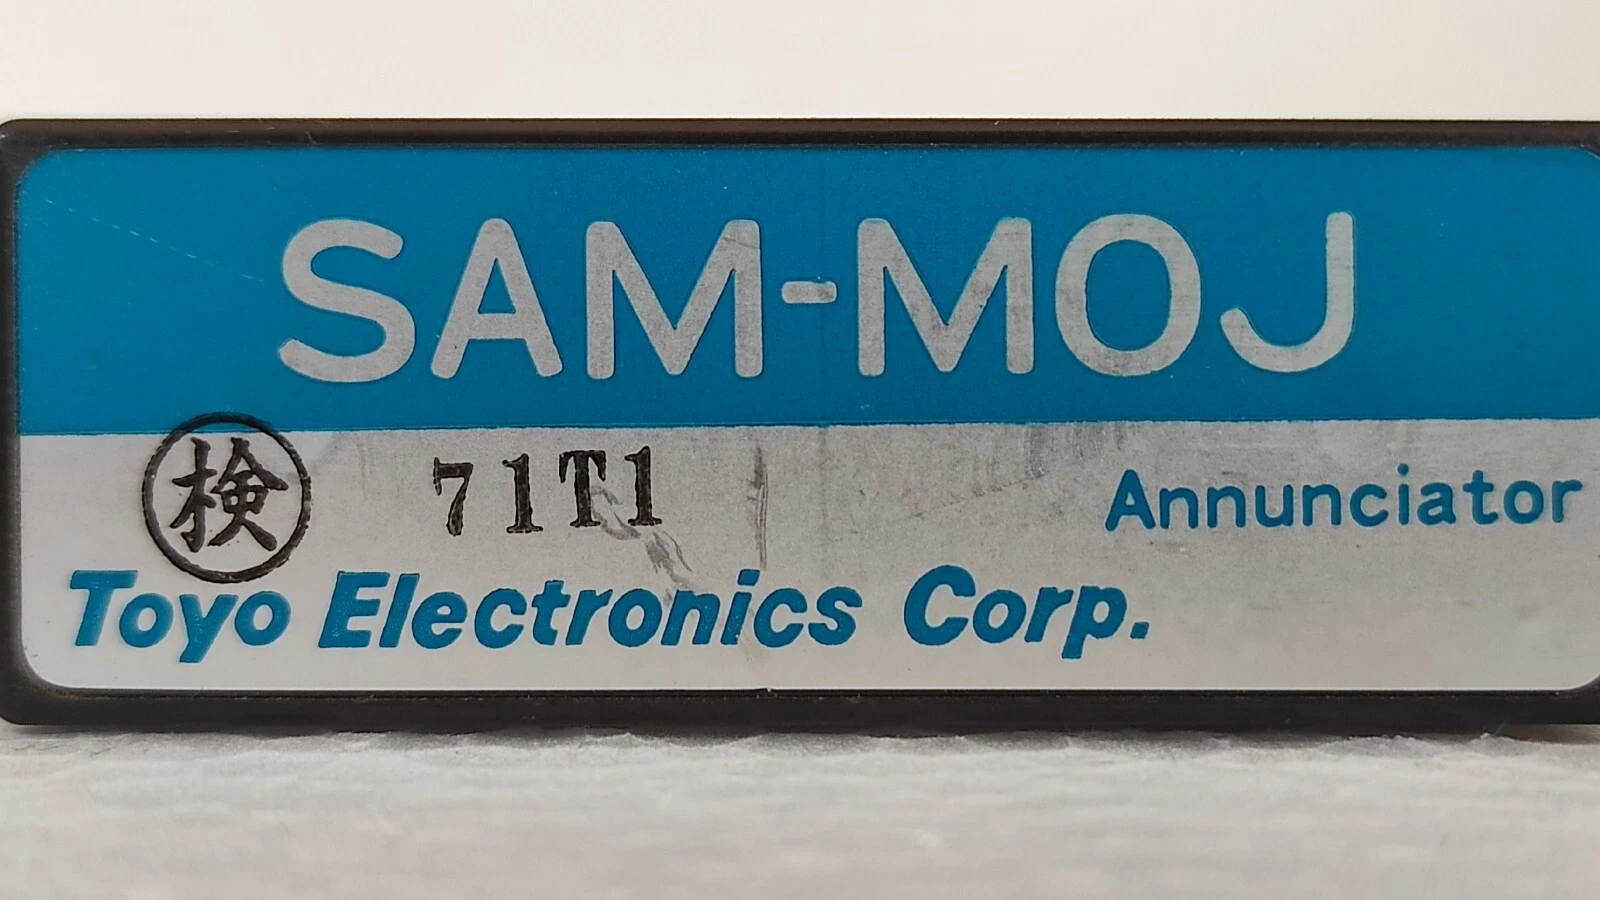 SAM-MOJ
検 71T1
Annunciator
Toyo Electronics Corp.